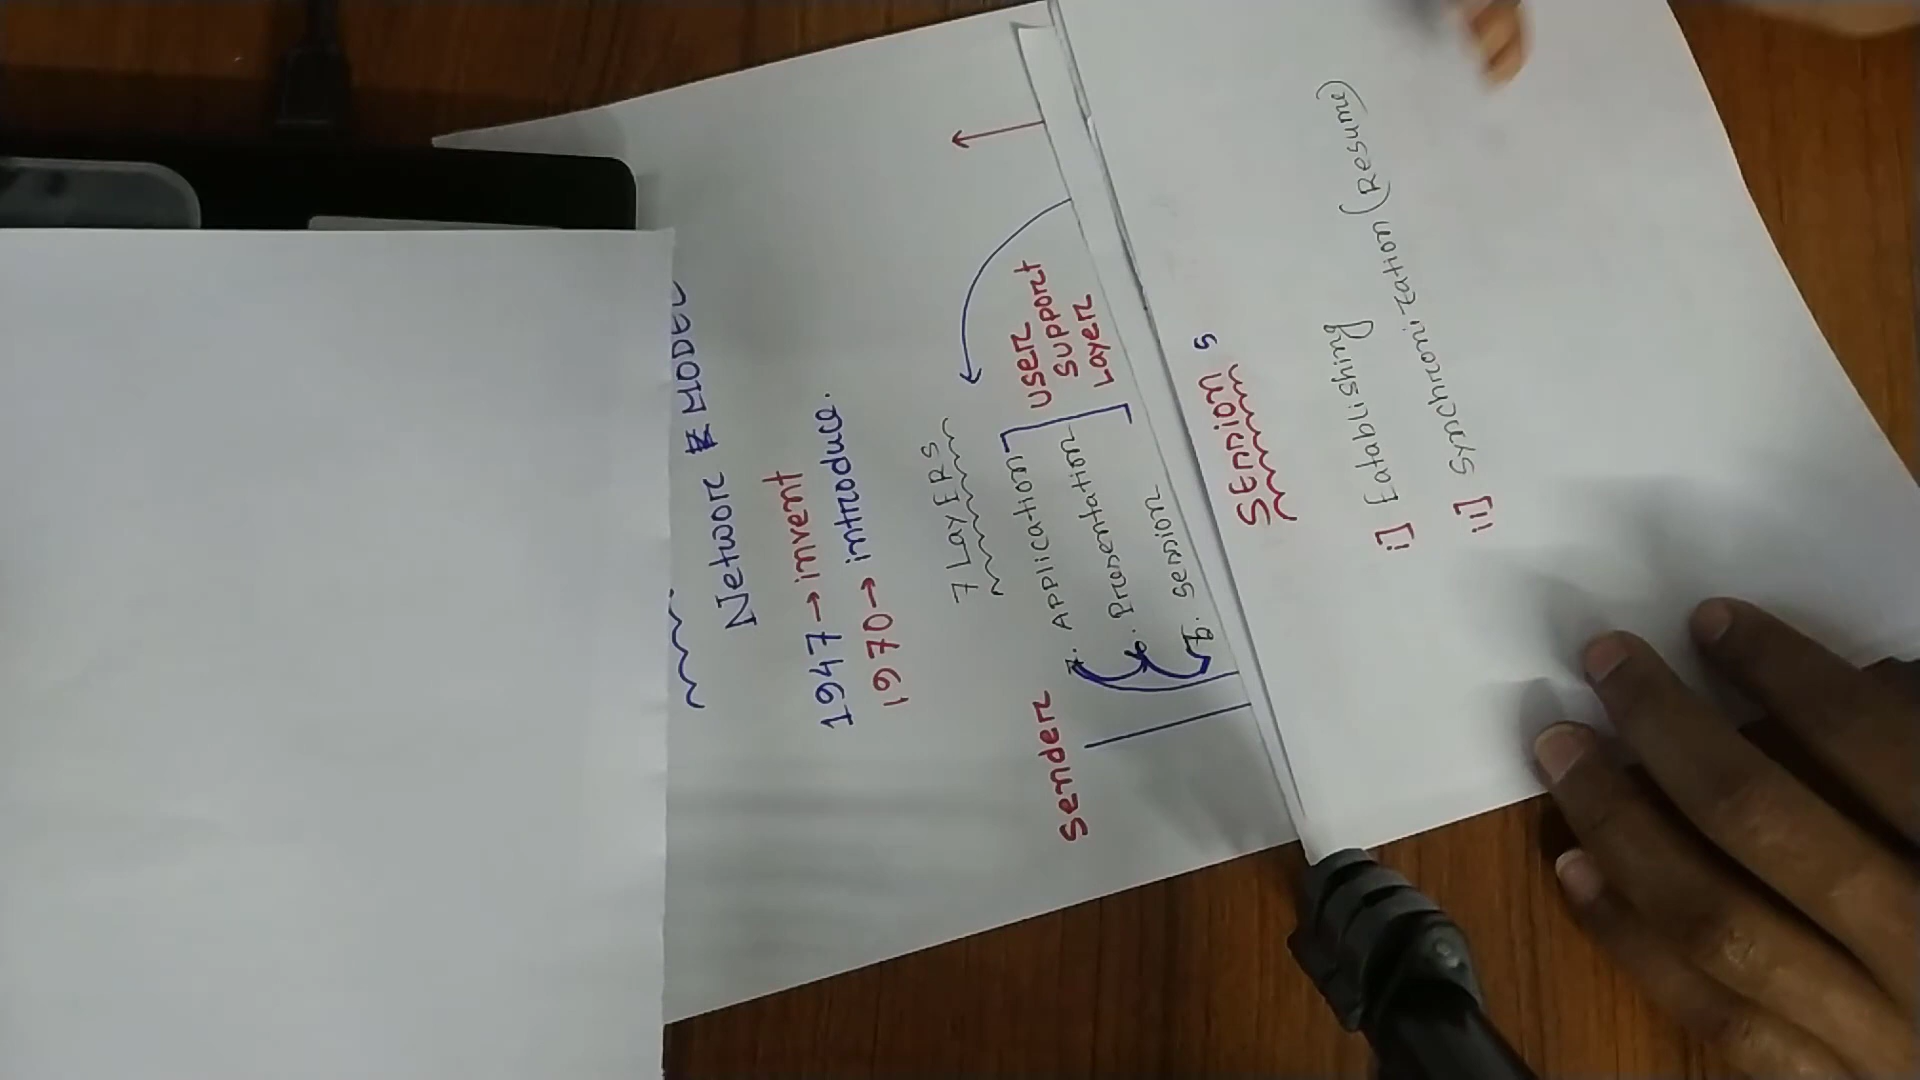 Network MODEL
1947 → invent
1970 → introduce.
7 LayERs
Sender
7. Application
6. Presentation
5. Session
User
Support
Layer
Session 5
i] Establishing
ii] Synchronization (Resume)